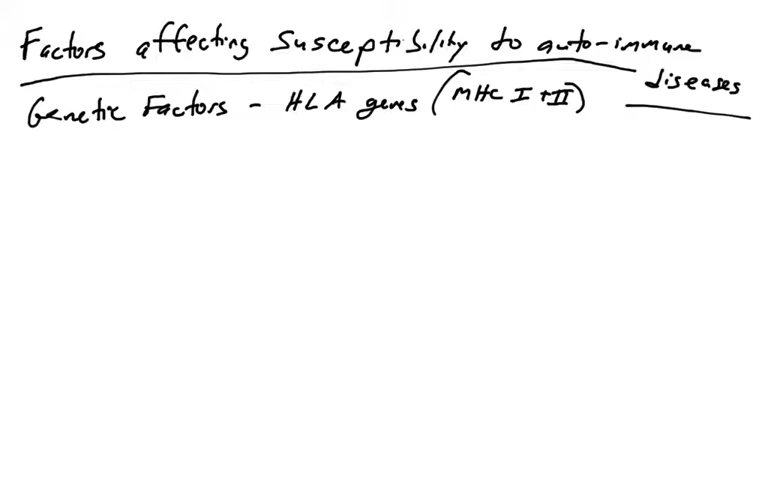 Factors affecting Susceptibility to auto-immune
diseases
Genetic Factors - HLA genes (MHC I + II)